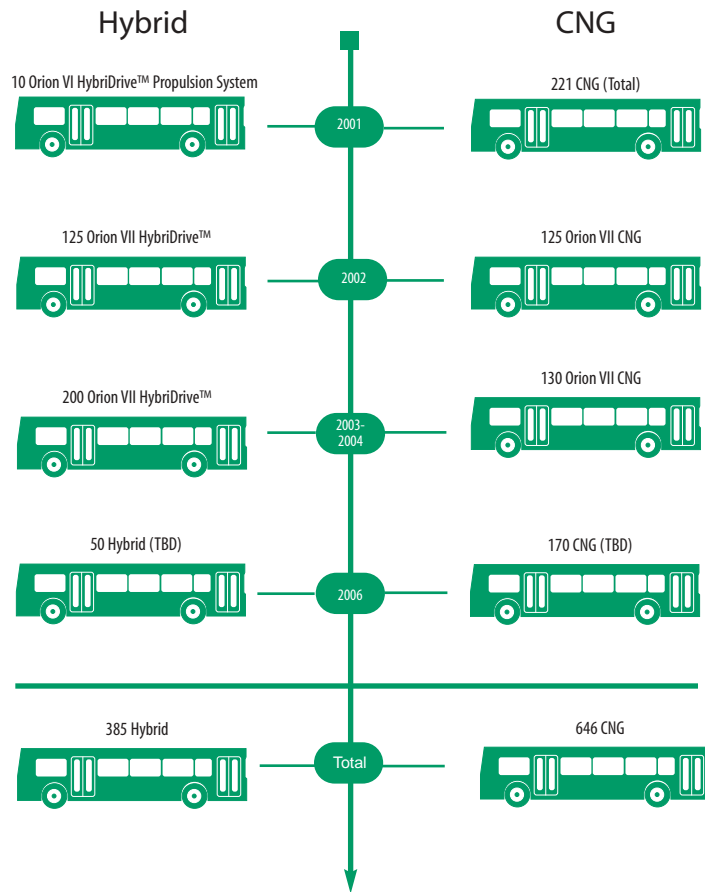 Hybrid
CNG
10 Orion VI HybriDrive™ Propulsion System
221 CNG (Total)
2001
125 Orion VII HybriDrive™
125 Orion VII CNG
2002
200 Orion VII HybriDrive™
130 Orion VII CNG
2003-
2004
50 Hybrid (TBD)
170 CNG (TBD)
2006
385 Hybrid
646 CNG
Total